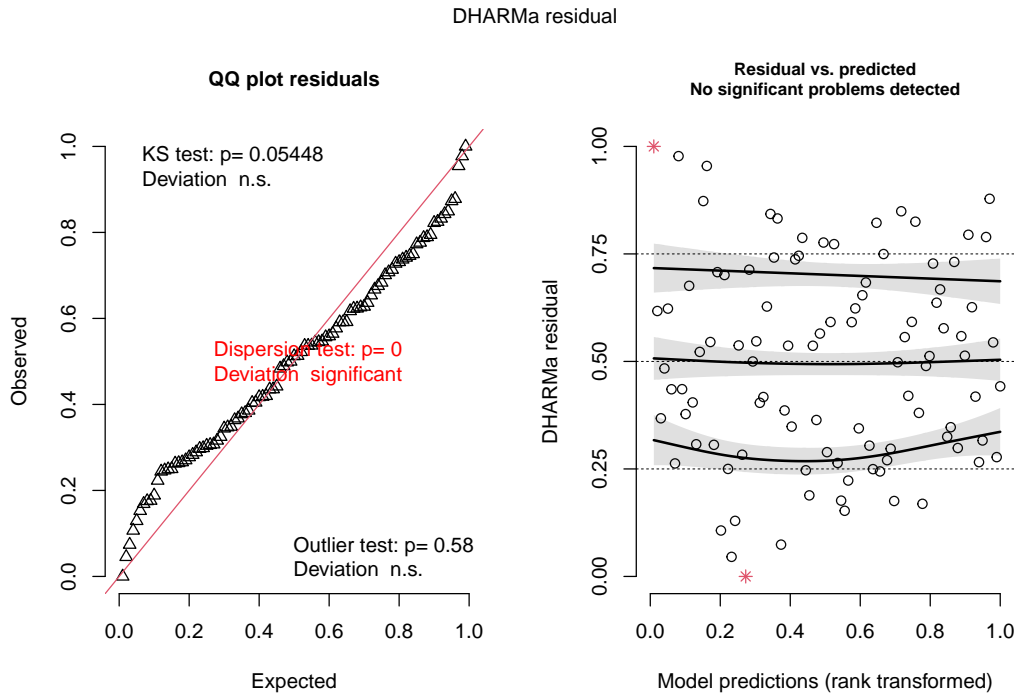 DHARMa residual
QQ plot residuals
KS test: p= 0.05448
Deviation  n.s.
Dispersion test: p= 0
Deviation  significant
Outlier test: p= 0.58
Deviation  n.s.
Observed
0.0 0.2 0.4 0.6 0.8 1.0
0.0 0.2 0.4 0.6 0.8 1.0
Expected
Residual vs. predicted
No significant problems detected
DHARMa residual
0.00 0.25 0.50 0.75 1.00
0.0 0.2 0.4 0.6 0.8 1.0
Model predictions (rank transformed)